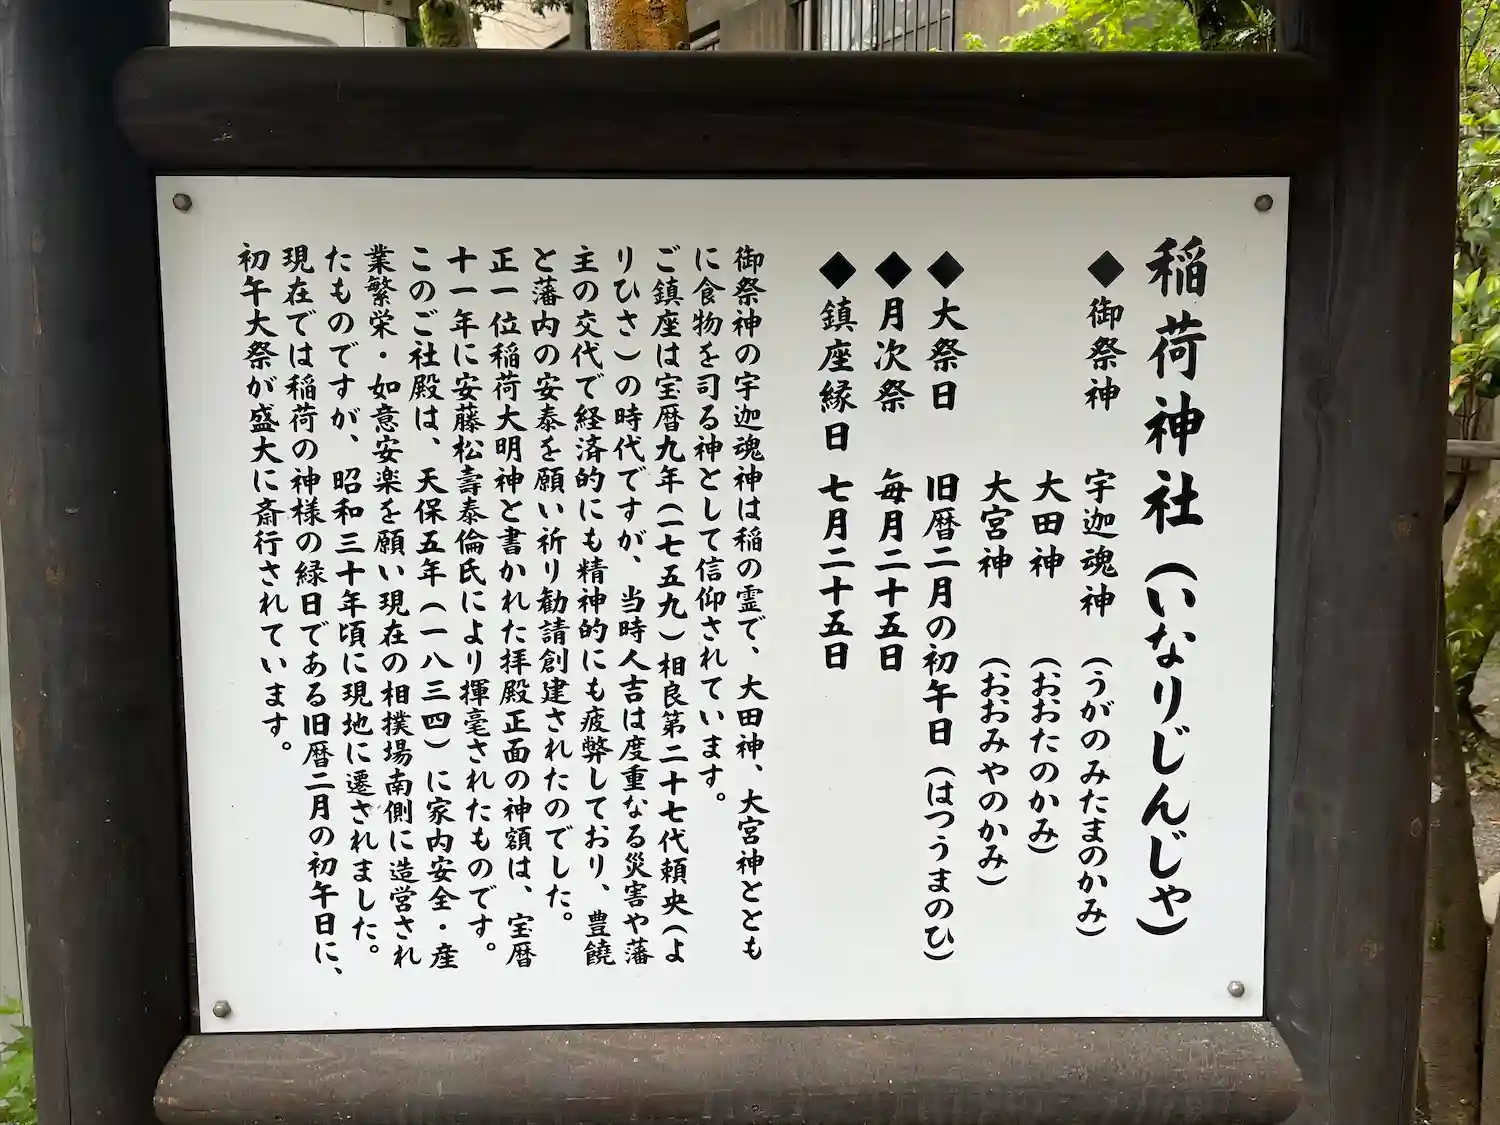 稲荷神社(いなりじんじゃ)
◆御祭神 宇迦魂神(うがのみたまのかみ)
大田神(おおたのかみ)
大宮神(おおみやのかみ)
◆大祭日 旧暦二月の初午日(はつうまのひ)
◆月次祭 毎月二十五日
◆鎮座縁日 七月二十五日
御祭神の宇迦魂神は稲の霊で、大田神、大宮神ととも
に食物を司る神として信仰されています。
ご鎮座は宝暦九年(一七五九)相良第二十七代頼央(よ
りひさ)の時代ですが、当時人吉は度重なる災害や藩
主の交代で経済的にも精神的にも疲弊しており、豊饒
と藩内の安泰を願い祈り勧請創建されたのでした。
正一位稲荷大明神と書かれた拝殿正面の神額は、宝暦
十一年に安藤松壽泰倫氏により揮毫されたものです。
このご社殿は、天保五年(一八三四)に家内安全・産
業繁栄・如意安楽を願い現在の相撲場南側に造営され
たものですが、昭和三十年頃に現地に遷されました。
現在では稲荷の神様の縁日である旧暦二月の初午日に、
初午大祭が盛大に斎行されています。